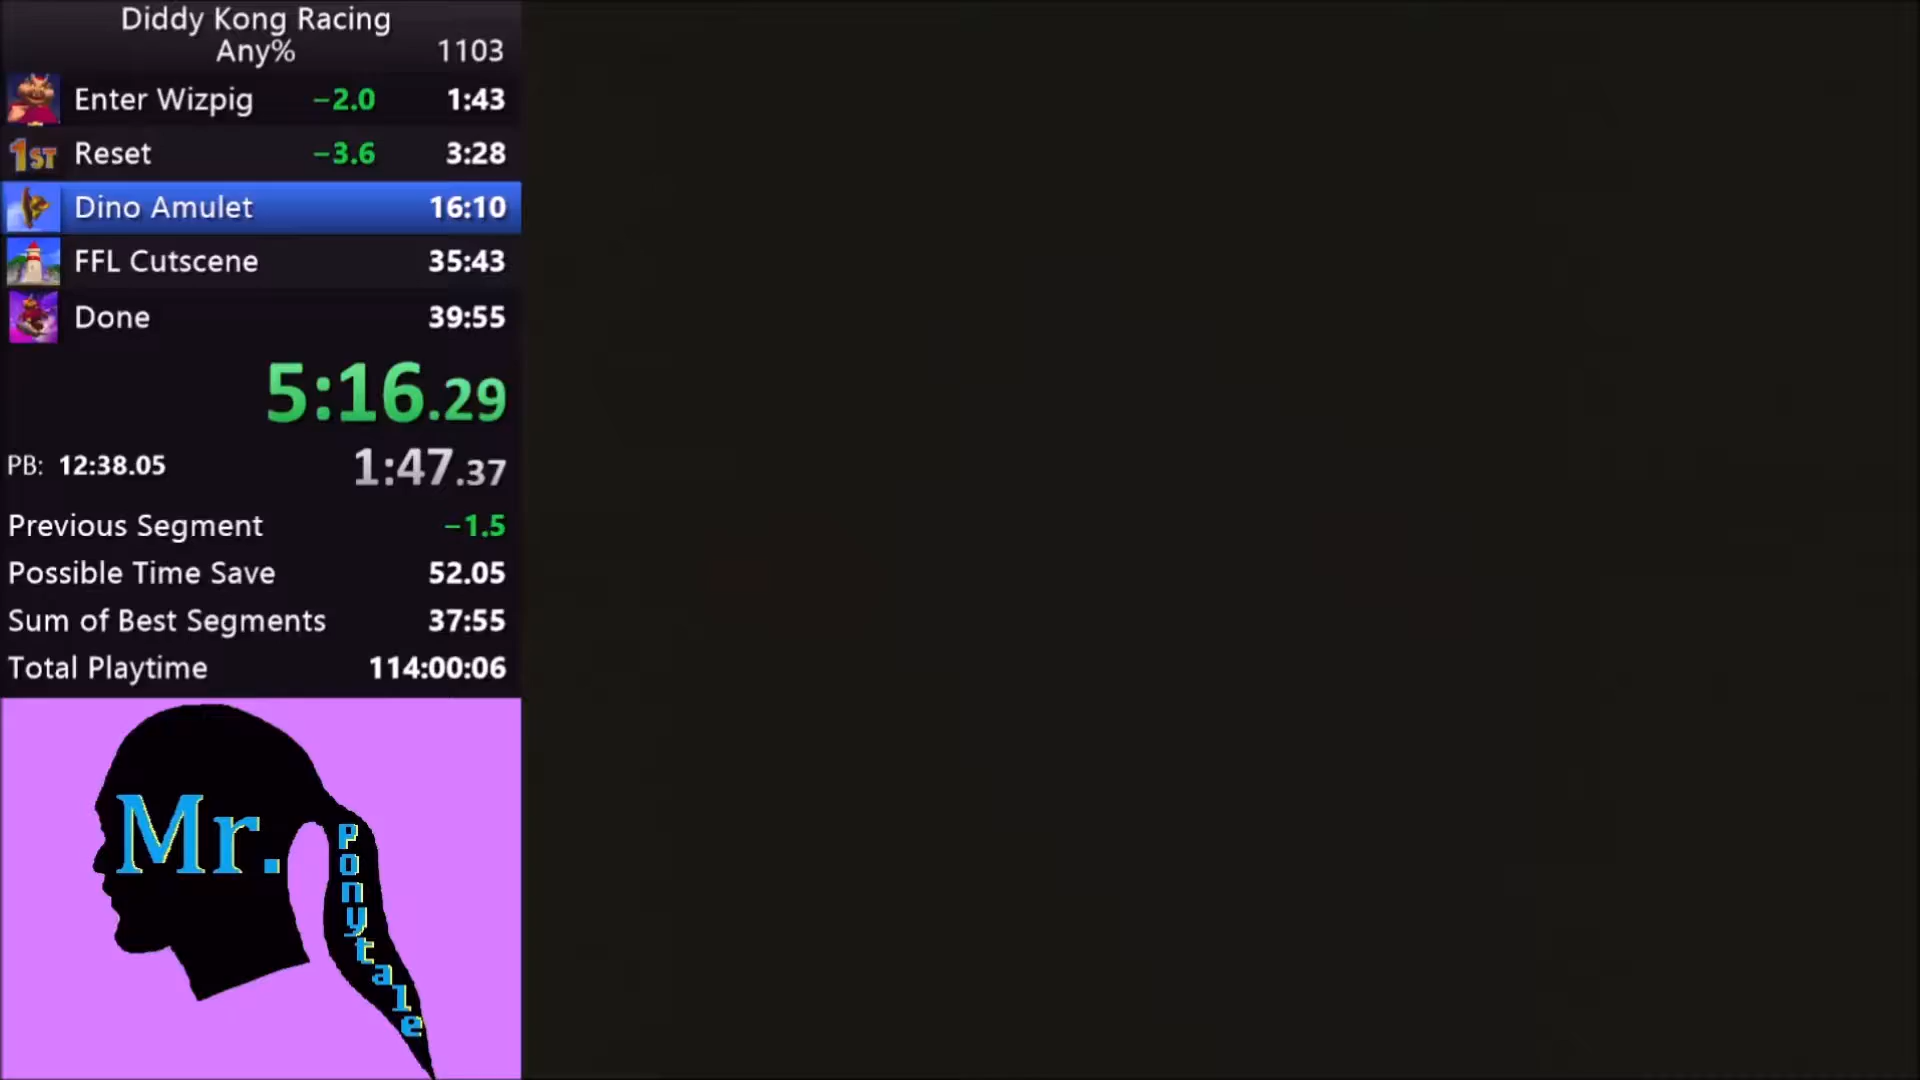 Diddy Kong Racing
Any% 1103
Enter Wizpig −2.0 1:43
1ST Reset −3.6 3:28
Dino Amulet 16:10
FFL Cutscene 35:43
Done 39:55
5:16.29
PB: 12:38.05 1:47.37
Previous Segment −1.5
Possible Time Save 52.05
Sum of Best Segments 37:55
Total Playtime 114:00:06
Mr.
Ponytale